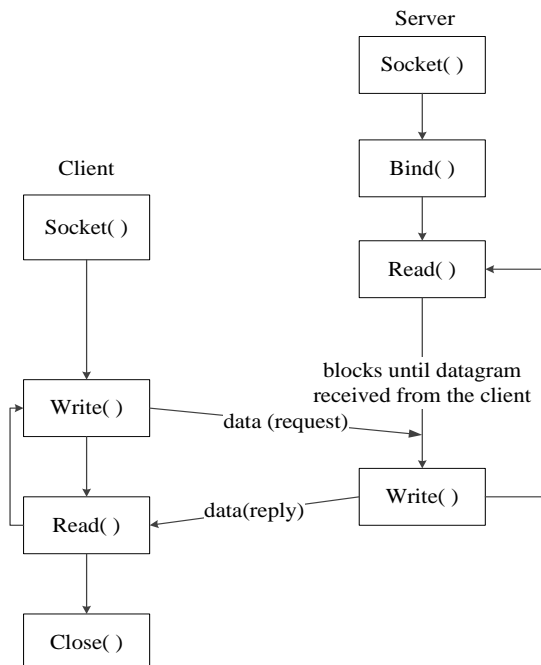 Server
Socket( )
Bind( )
Client
Socket( )
Read( )
blocks until datagram
received from the client
Write( )
data (request)
Write( )
data(reply)
Read( )
Close( )